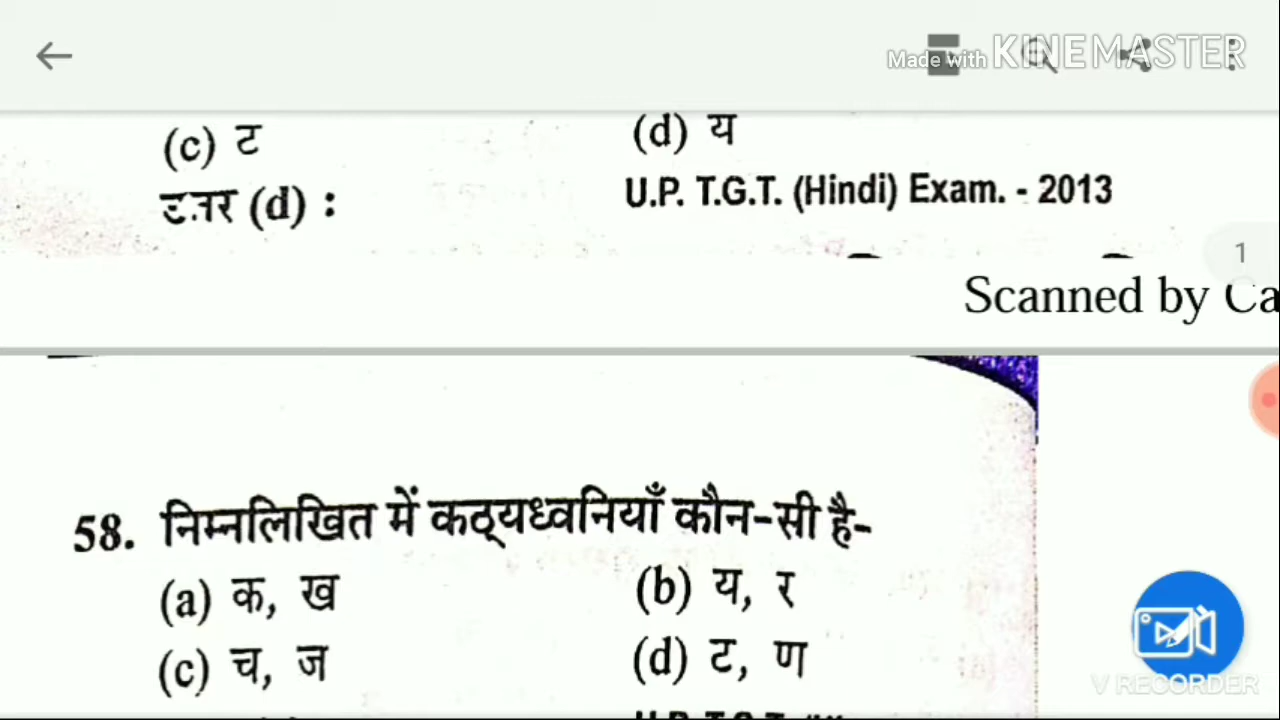 Made with KINEMASTER
(c) ट (d) य
उत्तर (d) : U.P. T.G.T. (Hindi) Exam. - 2013
1
Scanned by Ca
58. निम्नलिखित में कठ्यध्वनियाँ कौन-सी है-
(a) क, ख (b) य, र
(c) च, ज (d) ट, ण
V RECORDER